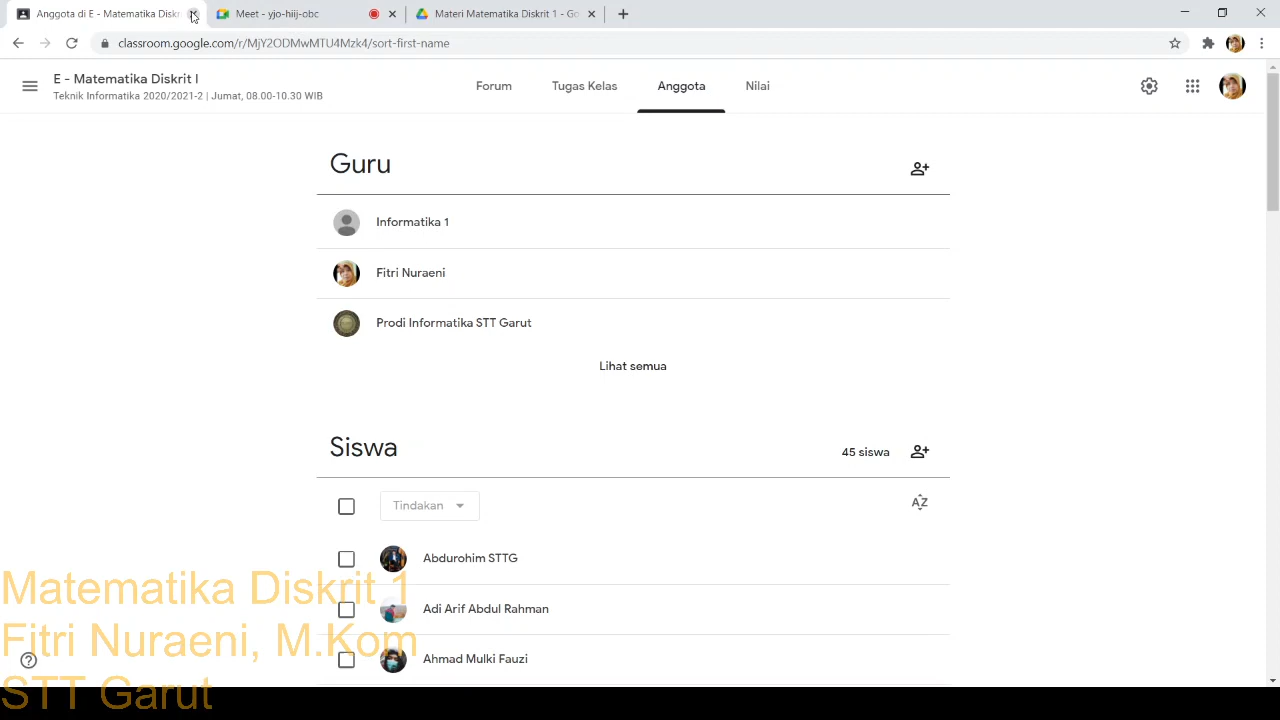 Anggota di E - Matematika Diskri
Meet - yjo-hiij-obc
Materi Matematika Diskrit 1 - Go
classroom.google.com/r/MjY2ODMwMTU4Mzk4/sort-first-name
E - Matematika Diskrit I
Teknik Informatika 2020/2021-2 | Jumat, 08.00-10.30 WIB
Forum
Tugas Kelas
Anggota
Nilai
Guru
Informatika 1
Fitri Nuraeni
Prodi Informatika STT Garut
Lihat semua
Siswa
45 siswa
Tindakan
AZ
Abdurohim STTG
Adi Arif Abdul Rahman
Ahmad Mulki Fauzi
Matematika Diskrit 1
Fitri Nuraeni, M.Kom
STT Garut